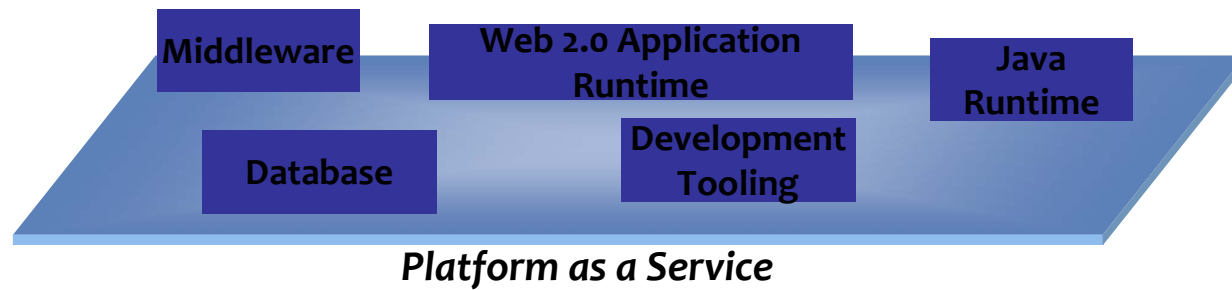 Middleware
Web 2.0 Application
Runtime
Java
Runtime
Database
Development
Tooling
Platform as a Service